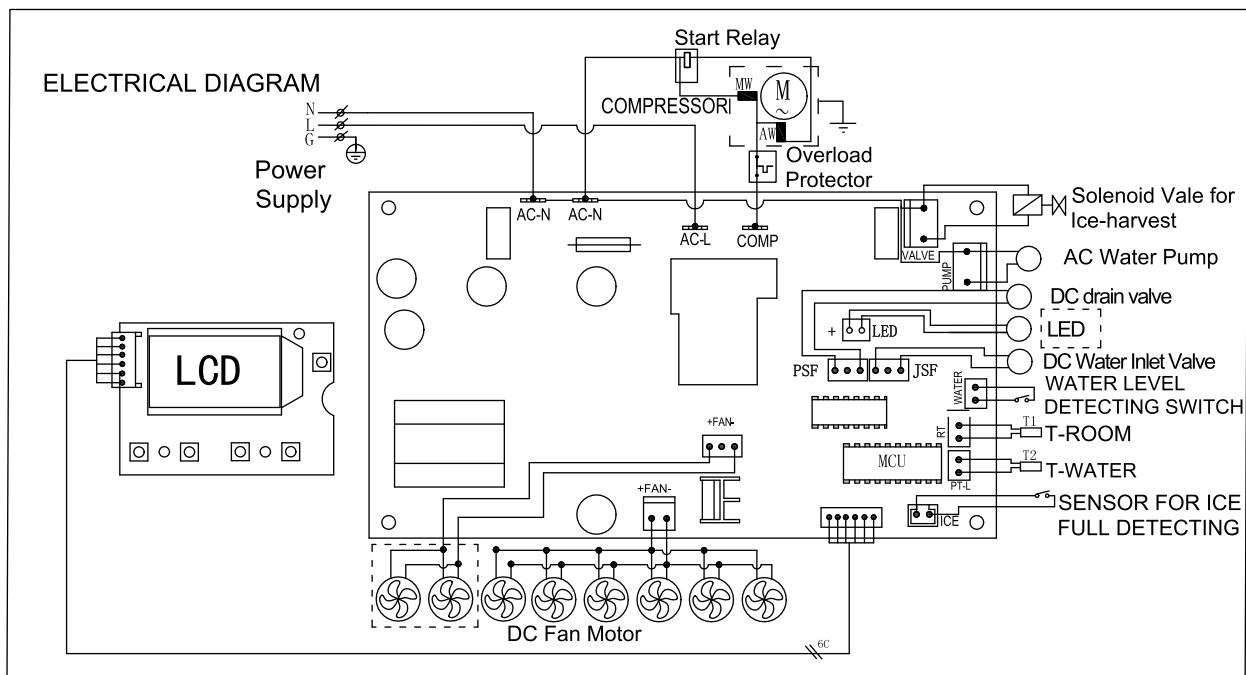 Start Relay
ELECTRICAL DIAGRAM
MW
M
~
COMPRESSORI
N
L
G
AW
Power
Supply
Overload
Protector
AC-N
AC-N
AC-L
COMP
VALVE
Solenoid Vale for
Ice-harvest
PUMP
AC Water Pump
DC drain valve
+
LED
LED
LCD
PSF
JSF
DC Water Inlet Valve
WATER
WATER LEVEL
DETECTING SWITCH
+FAN-
RT
T1
T-ROOM
MCU
T2
T-WATER
PT-L
+FAN-
ICE
SENSOR FOR ICE
FULL DETECTING
DC Fan Motor
6C